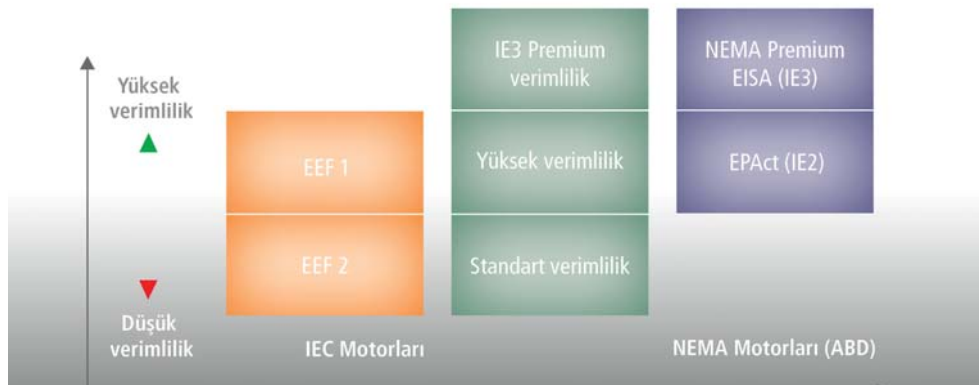 Yüksek
verimlilik
Düşük
verimlilik
EEF 1
EEF 2
IEC Motorları
IE3 Premium
verimlilik
Yüksek verimlilik
Standart verimlilik
NEMA Premium
EISA (IE3)
EPAct (IE2)
NEMA Motorları (ABD)